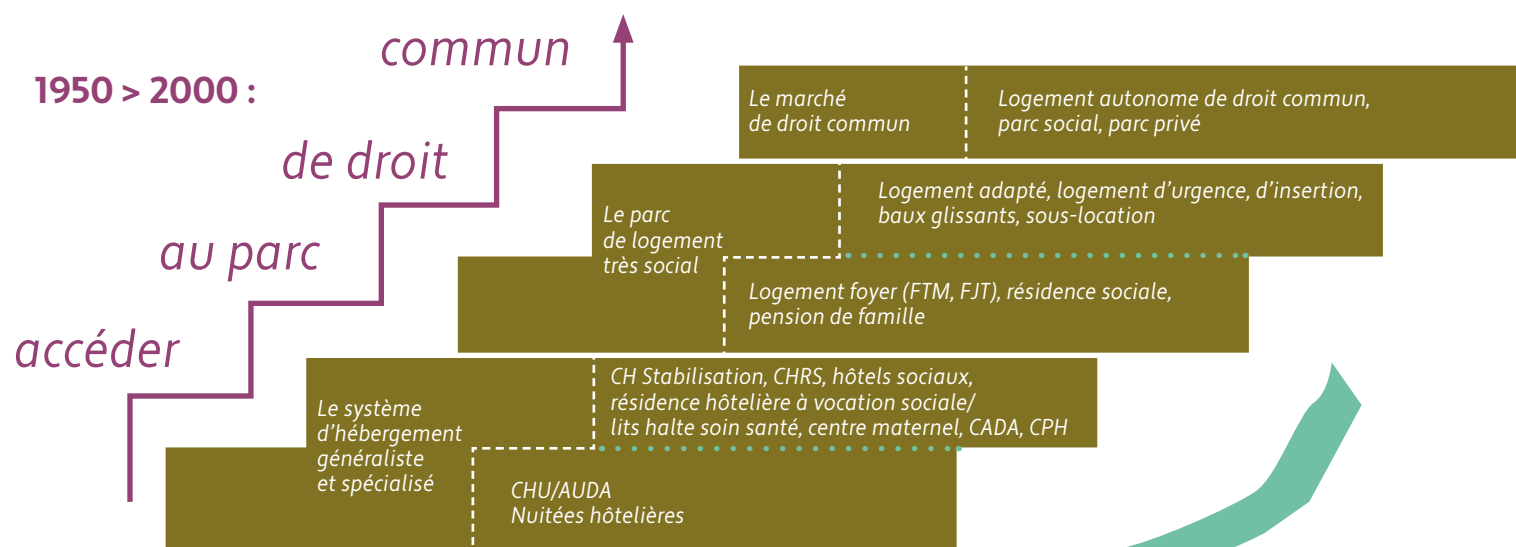 1950 > 2000 :
commun
de droit
au parc
accéder
Le marché
de droit commun
Logement autonome de droit commun,
parc social, parc privé
Le parc
de logement
très social
Logement adapté, logement d’urgence, d’insertion,
baux glissants, sous-location
Logement foyer (FTM, FJT), résidence sociale,
pension de famille
Le système
d’hébergement
généraliste
et spécialisé
CH Stabilisation, CHRS, hôtels sociaux,
résidence hôtelière à vocation sociale/
lits halte soin santé, centre maternel, CADA, CPH
CHU/AUDA
Nuitées hôtelières